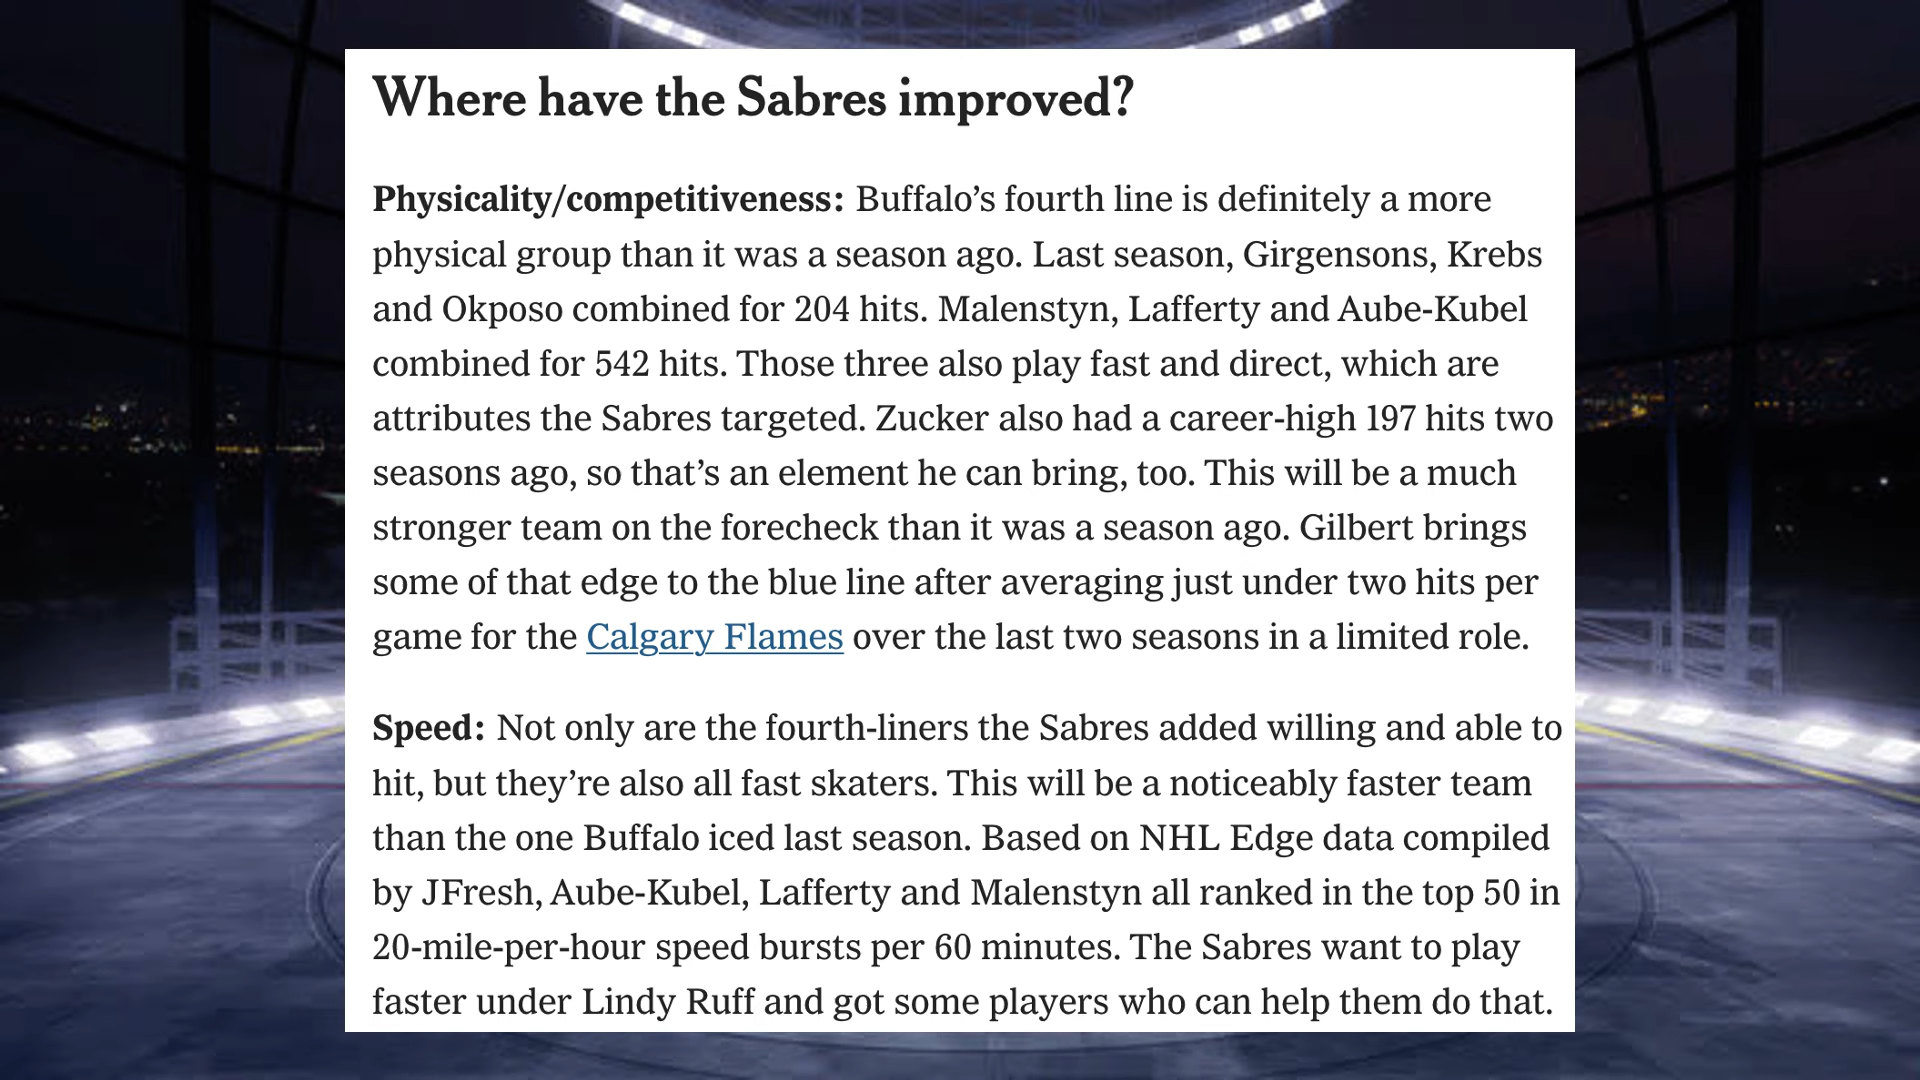 Where have the Sabres improved?
Physicality/competitiveness: Buffalo’s fourth line is definitely a more
physical group than it was a season ago. Last season, Girgensons, Krebs
and Okposo combined for 204 hits. Malenstyn, Lafferty and Aube-Kubel
combined for 542 hits. Those three also play fast and direct, which are
attributes the Sabres targeted. Zucker also had a career-high 197 hits two
seasons ago, so that’s an element he can bring, too. This will be a much
stronger team on the forecheck than it was a season ago. Gilbert brings
some of that edge to the blue line after averaging just under two hits per
game for the Calgary Flames over the last two seasons in a limited role.
Speed: Not only are the fourth-liners the Sabres added willing and able to
hit, but they’re also all fast skaters. This will be a noticeably faster team
than the one Buffalo iced last season. Based on NHL Edge data compiled
by JFresh, Aube-Kubel, Lafferty and Malenstyn all ranked in the top 50 in
20-mile-per-hour speed bursts per 60 minutes. The Sabres want to play
faster under Lindy Ruff and got some players who can help them do that.